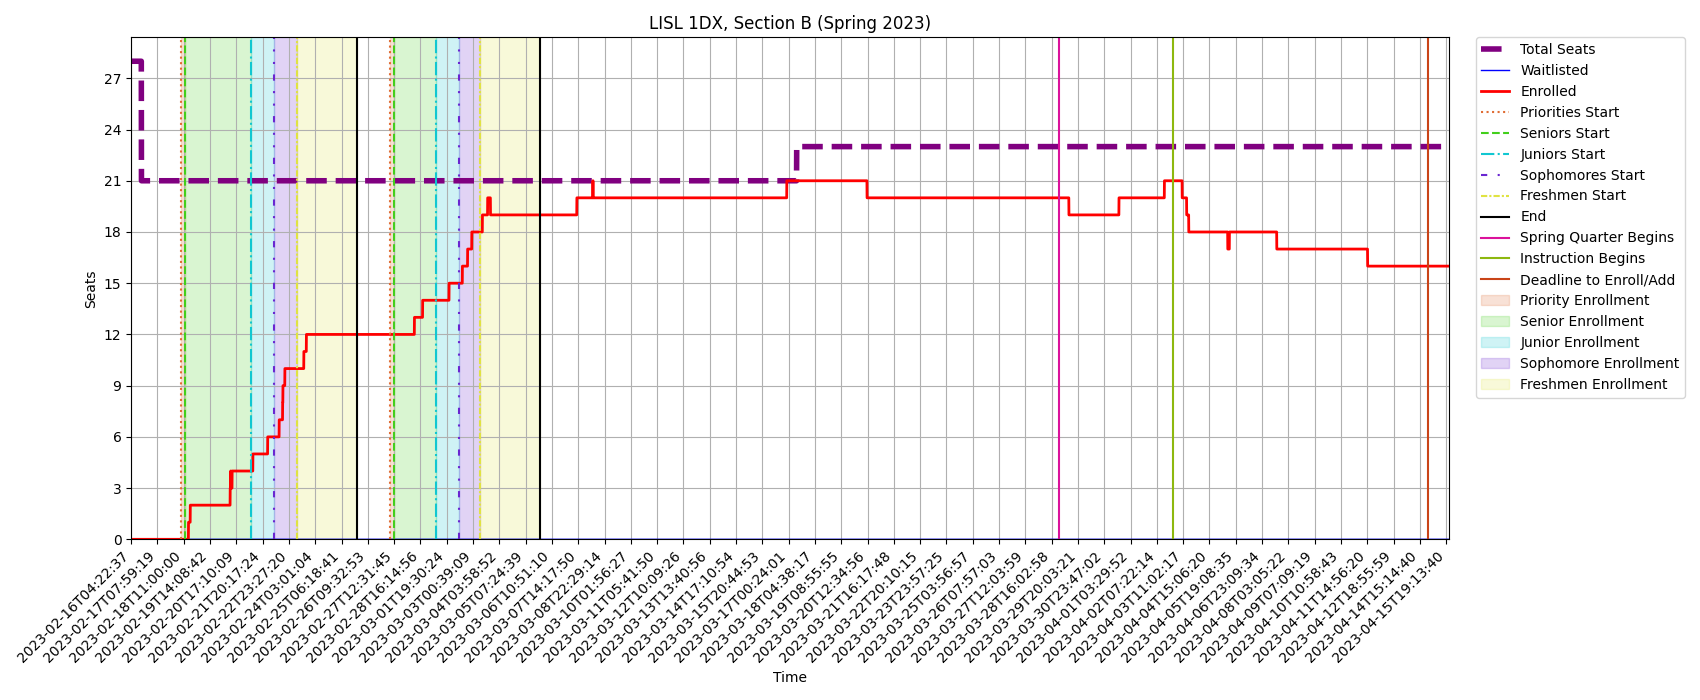 LISL 1DX, Section B (Spring 2023)
Total Seats
Waitlisted
Enrolled
Priorities Start
Seniors Start
Juniors Start
Sophomores Start
Freshmen Start
End
Spring Quarter Begins
Instruction Begins
Deadline to Enroll/Add
Priority Enrollment
Senior Enrollment
Junior Enrollment
Sophomore Enrollment
Freshmen Enrollment
Seats
27
24
21
18
15
12
9
6
3
0
2023-02-16T04:22:37
2023-02-17T07:59:19
2023-02-18T11:00:00
2023-02-19T14:08:42
2023-02-20T17:10:09
2023-02-21T20:17:24
2023-02-22T23:27:20
2023-02-24T03:01:04
2023-02-25T06:18:41
2023-02-26T09:32:53
2023-02-27T12:31:45
2023-02-28T16:14:56
2023-03-01T19:30:24
2023-03-03T00:39:09
2023-03-04T03:58:52
2023-03-05T07:24:39
2023-03-06T10:51:10
2023-03-07T14:17:50
2023-03-08T22:29:14
2023-03-10T01:56:27
2023-03-11T05:41:50
2023-03-12T10:09:26
2023-03-13T13:40:56
2023-03-14T17:10:54
2023-03-15T20:44:53
2023-03-17T00:24:01
2023-03-18T04:38:17
2023-03-19T08:55:55
2023-03-20T12:34:56
2023-03-21T16:17:48
2023-03-22T20:10:15
2023-03-23T23:57:25
2023-03-25T03:56:57
2023-03-26T07:57:03
2023-03-27T12:03:59
2023-03-28T16:02:58
2023-03-29T20:03:21
2023-03-30T23:47:02
2023-04-01T03:29:52
2023-04-02T07:22:14
2023-04-03T11:02:17
2023-04-04T15:06:20
2023-04-05T19:08:35
2023-04-06T23:09:34
2023-04-08T03:05:22
2023-04-09T07:09:19
2023-04-10T10:58:43
2023-04-11T14:56:20
2023-04-12T18:55:59
2023-04-14T15:14:40
2023-04-15T19:13:40
Time